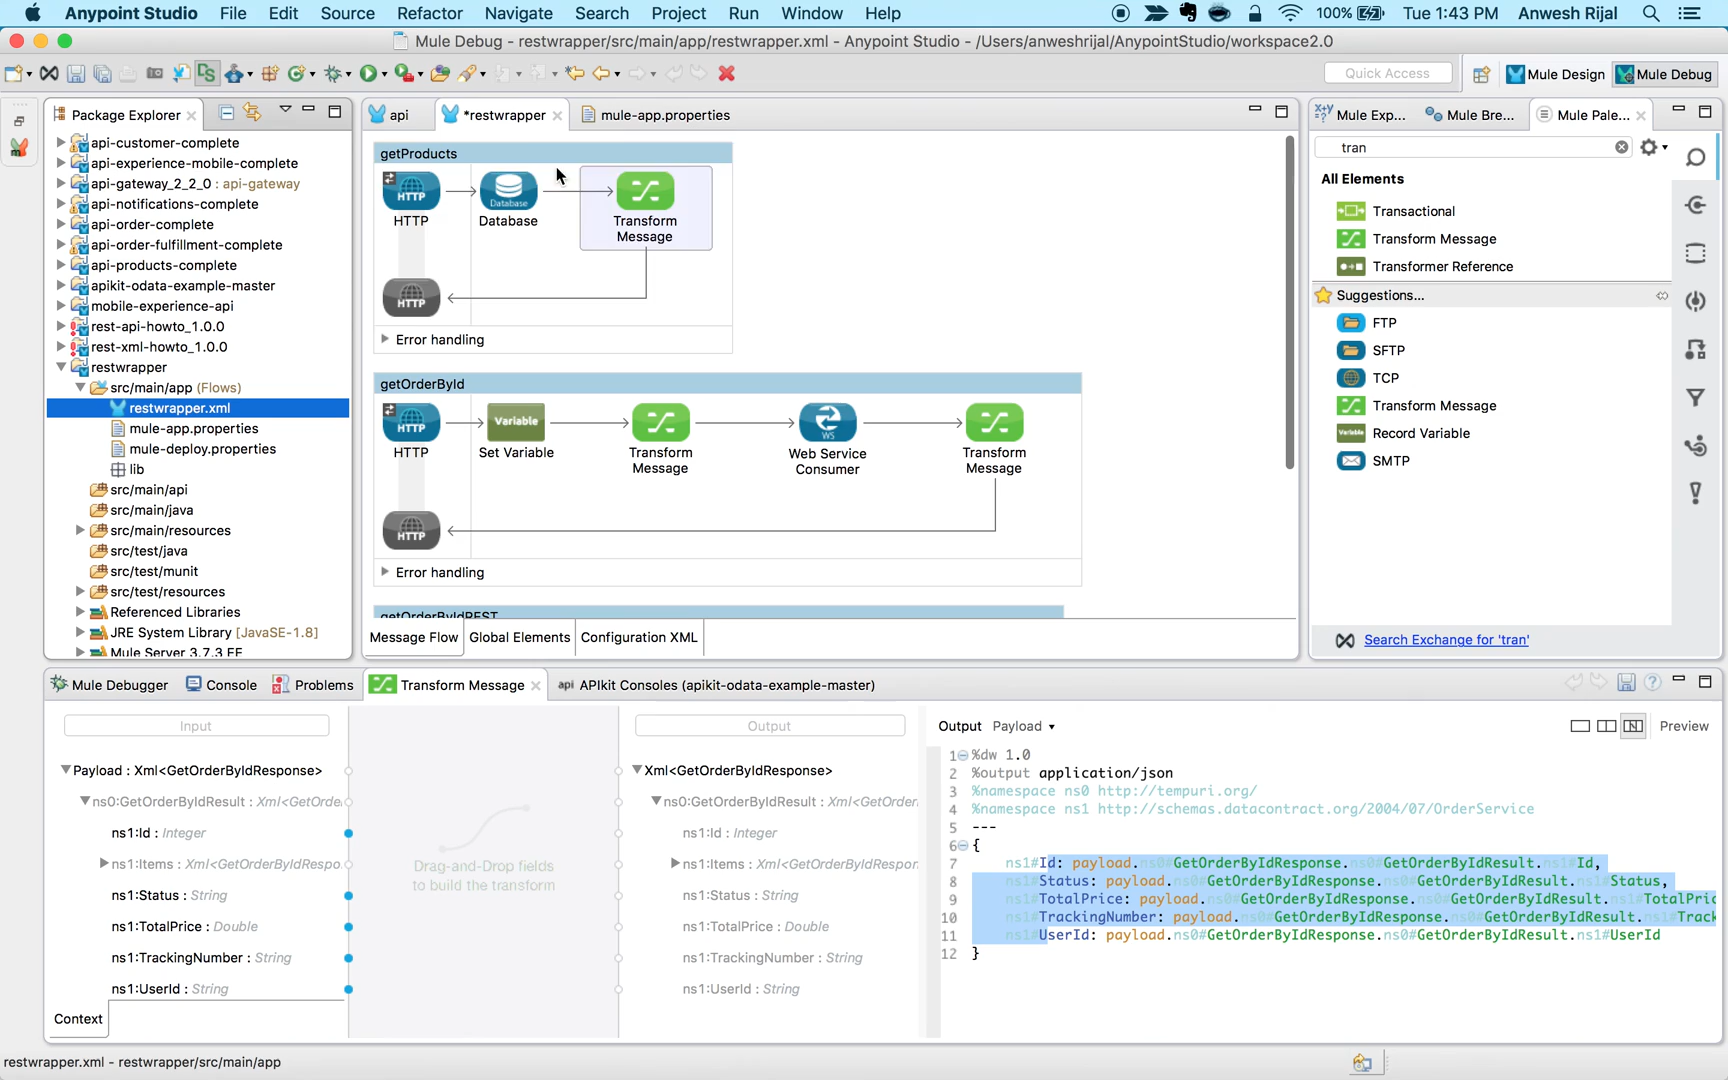 Anypoint Studio File Edit Source Refactor Navigate Search Project Run Window Help 100% Tue 1:43 PM Anwesh Rijal
Mule Debug - restwrapper/src/main/app/restwrapper.xml - Anypoint Studio - /Users/anweshrijal/AnypointStudio/workspace2.0
Quick Access Mule Design Mule Debug
Package Explorer
api-customer-complete
api-experience-mobile-complete
api-gateway_2_2_0 : api-gateway
api-notifications-complete
api-order-complete
api-order-fulfillment-complete
api-products-complete
apikit-odata-example-master
mobile-experience-api
rest-api-howto_1.0.0
rest-xml-howto_1.0.0
restwrapper
src/main/app (Flows)
restwrapper.xml
mule-app.properties
mule-deploy.properties
lib
src/main/api
src/main/java
src/main/resources
src/test/java
src/test/munit
src/test/resources
Referenced Libraries
JRE System Library [JavaSE-1.8]
Mule Server 3.7.3 EE
api *restwrapper mule-app.properties
getProducts
HTTP
Database
HTTP Database Transform
Message
HTTP
Error handling
getOrderById
HTTP Variable WS
HTTP Set Variable Transform
Message Web Service
Consumer Transform
Message
HTTP
Error handling
getOrderByIdREST
Message Flow Global Elements Configuration XML
Mule Exp... Mule Bre... Mule Pale...
tran
All Elements
Transactional
Transform Message
Transformer Reference
Suggestions...
FTP
SFTP
TCP
Transform Message
Variable Record Variable
SMTP
Search Exchange for 'tran'
Mule Debugger Console Problems Transform Message api APIkit Consoles (apikit-odata-example-master)
Input
Payload : Xml<GetOrderByIdResponse>
ns0:GetOrderByIdResult : Xml<GetOrde
ns1:Id : Integer
ns1:Items : Xml<GetOrderByIdRespo
ns1:Status : String
ns1:TotalPrice : Double
ns1:TrackingNumber : String
ns1:UserId : String
Context
Drag-and-Drop fields
to build the transform
Output
Xml<GetOrderByIdResponse>
ns0:GetOrderByIdResult : Xml<GetOrder
ns1:Id : Integer
ns1:Items : Xml<GetOrderByIdRespon
ns1:Status : String
ns1:TotalPrice : Double
ns1:TrackingNumber : String
ns1:UserId : String
Output Payload Preview
1 %dw 1.0
2 %output application/json
3 %namespace ns0 http://tempuri.org/
4 %namespace ns1 http://schemas.datacontract.org/2004/07/OrderService
5 ---
6 {
7 ns1#Id: payload.ns0#GetOrderByIdResponse.ns0#GetOrderByIdResult.ns1#Id,
8 ns1#Status: payload.ns0#GetOrderByIdResponse.ns0#GetOrderByIdResult.ns1#Status,
9 ns1#TotalPrice: payload.ns0#GetOrderByIdResponse.ns0#GetOrderByIdResult.ns1#TotalPric
10 ns1#TrackingNumber: payload.ns0#GetOrderByIdResponse.ns0#GetOrderByIdResult.ns1#Track
11 ns1#UserId: payload.ns0#GetOrderByIdResponse.ns0#GetOrderByIdResult.ns1#UserId
12 }
restwrapper.xml - restwrapper/src/main/app